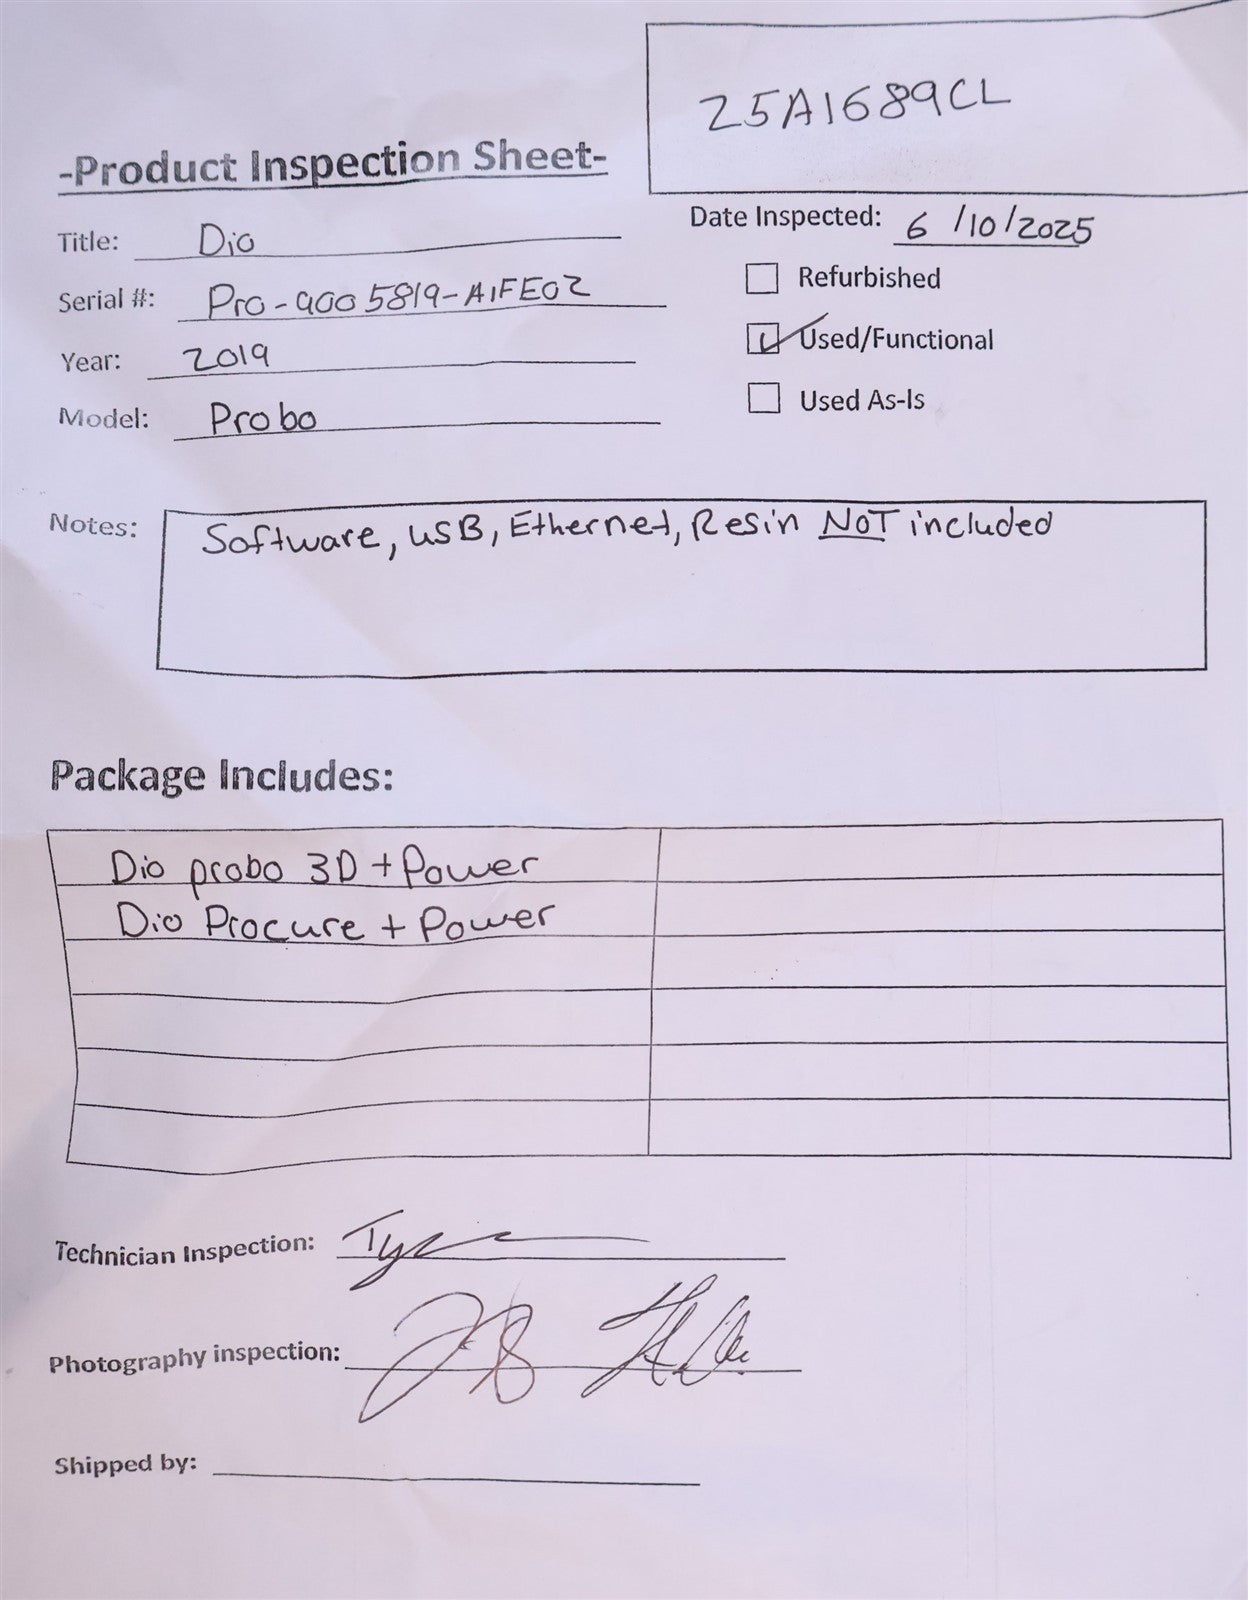 25A1689CL
-Product Inspection Sheet-
Date Inspected: 6/10/2025
Title: Dio
Refurbished
Serial #: Pro-9005819-A1FE02
Used/Functional
Year: 2019
Used As-Is
Model: Probo
Notes: Software, USB, Ethernet, Resin NOT included
Package Includes:
Dio probo 3D + Power
Dio Procure + Power
Technician Inspection:
Photography inspection:
Shipped by: